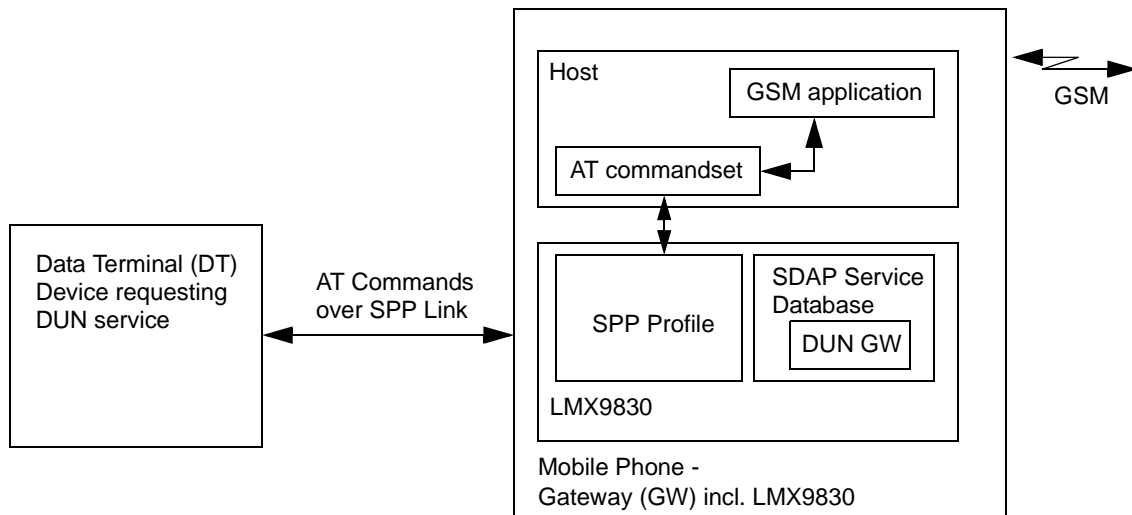 Host
GSM application
AT commandset
GSM
Data Terminal (DT)
Device requesting
DUN service
AT Commands
over SPP Link
SPP Profile
SDAP Service
Database
DUN GW
LMX9830
Mobile Phone -
Gateway (GW) incl. LMX9830